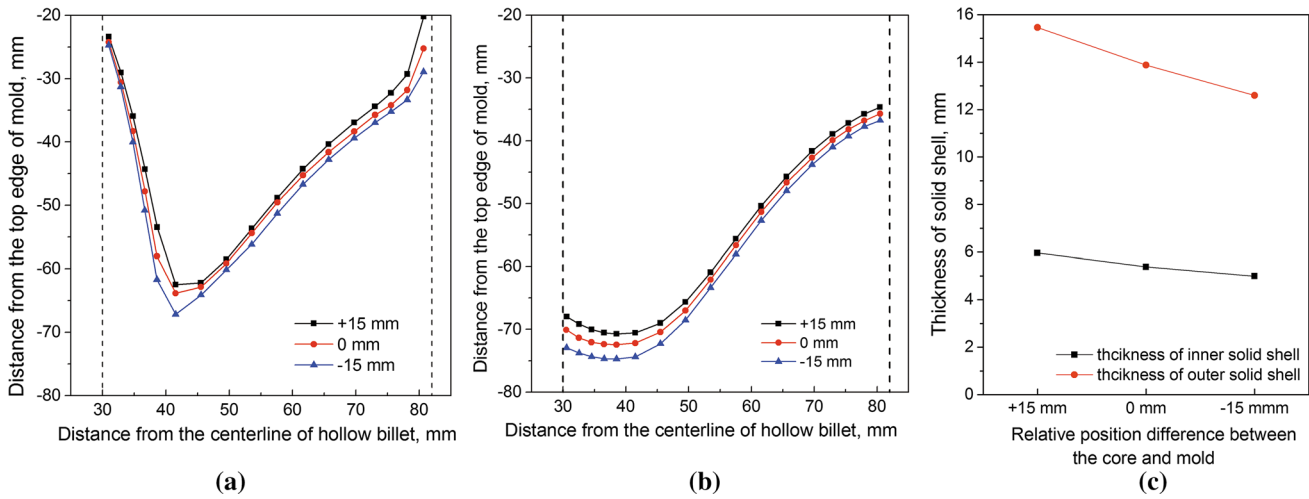 (a)
-20
-30
-40
-50
-60
-70
-80
30
40
50
60
70
80
Distance from the top edge of mold, mm
Distance from the centerline of hollow billet, mm
+15 mm
0 mm
-15 mm
(a)
(b)
-20
-30
-40
-50
-60
-70
-80
30
40
50
60
70
80
Distance from the top edge of mold, mm
Distance from the centerline of hollow billet, mm
+15 mm
0 mm
-15 mm
(b)
(c)
16
14
12
10
8
6
4
2
0
Thickness of solid shell, mm
thcikness of inner solid shell
thcikness of outer solid shell
+15 mm
0 mm
-15 mmm
Relative position difference between
the core and mold
(c)